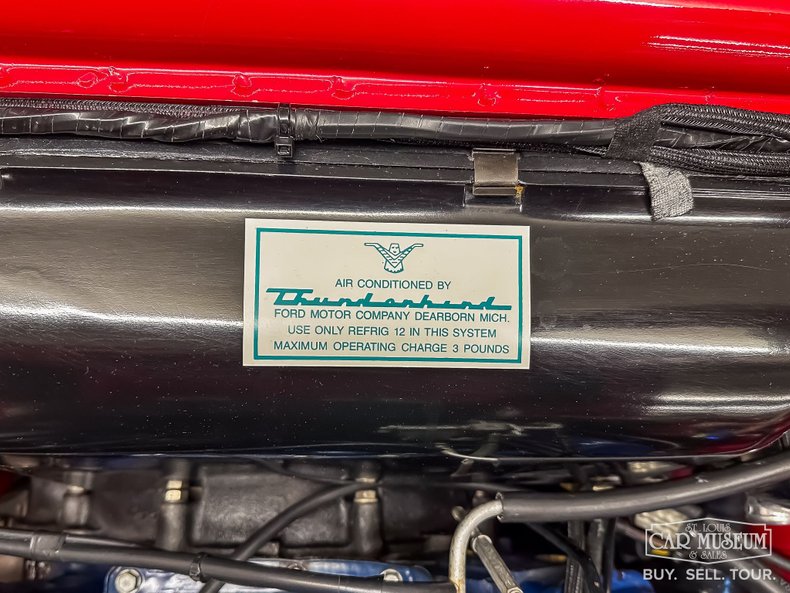 AIR CONDITIONED BY
Thunderbird
FORD MOTOR COMPANY DEARBORN MICH.
USE ONLY REFRIG 12 IN THIS SYSTEM
MAXIMUM OPERATING CHARGE 3 POUNDS
ST. LOUIS
CAR MUSEUM
& SALES
BUY. SELL. TOUR.